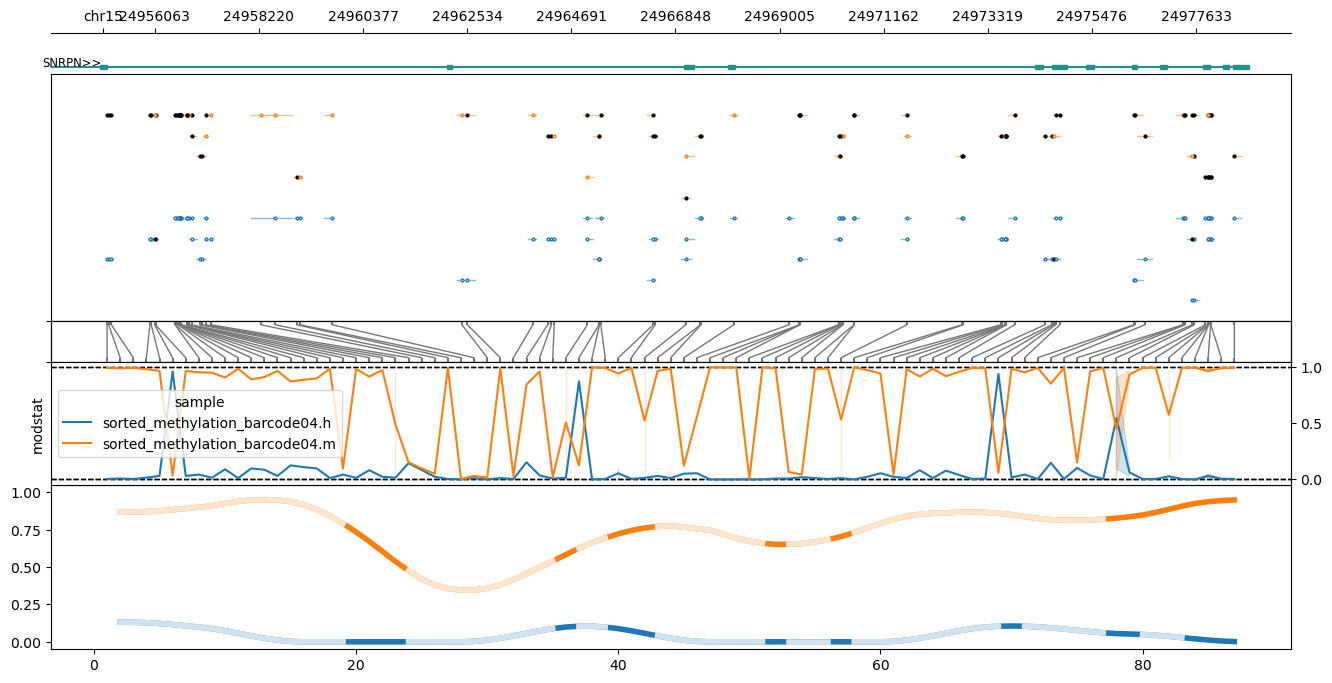 chr15 24956063 24958220 24960377 24962534 24964691 24966848 24969005 24971162 24973319 24975476 24977633
SNRPN>>
modstat
sample
sorted_methylation_barcode04.h
sorted_methylation_barcode04.m
1.0
0.5
0.0
1.00
0.75
0.50
0.25
0.00
0 20 40 60 80